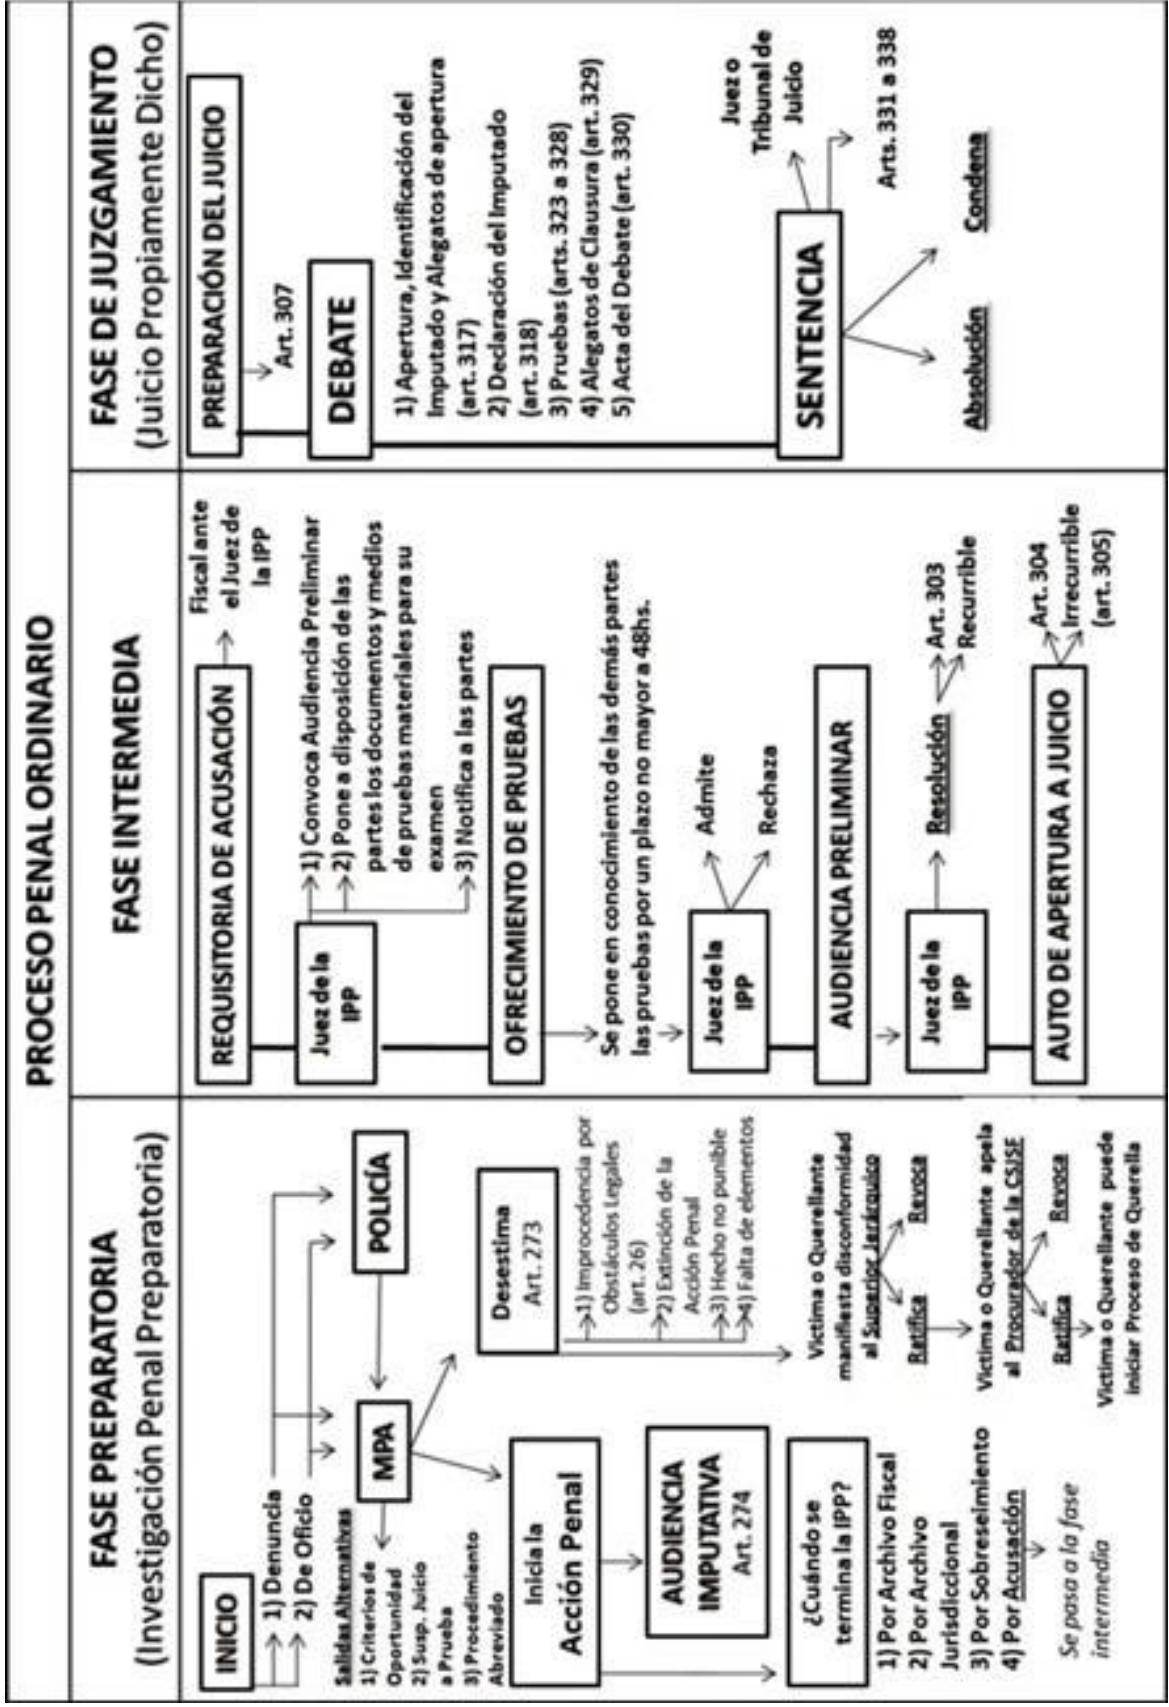 PROCESO PENAL ORDINARIO
FASE PREPARATORIA
(Investigación Penal Preparatoria)
INICIO
1) Denuncia
2) De Oficio
POLICÍA
MPA
Salidas Alternativas
1) Criterios de
Oportunidad
2) Susp. Juicio
a Prueba
3) Procedimiento
Abreviado
Desestima
Art. 273
1) Improcedencia por
Obstáculos Legales
(art. 26)
2) Extinción de la
Acción Penal
3) Hecho no punible
4) Falta de elementos
Inicia la
Acción Penal
AUDIENCIA
IMPUTATIVA
Art. 274
¿Cuándo se
termina la IPP?
1) Por Archivo Fiscal
2) Por Archivo
Jurisdiccional
3) Por Sobreseimiento
4) Por Acusación
Se pasa a la fase
intermedia
Victima o Querellante
manifiesta disconformidad
al Superior Jerárquico
Ratifica
Revoca
Victima o Querellante apela
al Procurador de la CSJSF
Ratifica
Revoca
Victima o Querellante puede
iniciar Proceso de Querella
FASE INTERMEDIA
REQUISITORIA DE ACUSACIÓN
Fiscal ante
el Juez de
la IPP
Juez de la
IPP
1) Convoca Audiencia Preliminar
2) Pone a disposición de las
partes los documentos y medios
de pruebas materiales para su
examen
3) Notifica a las partes
OFRECIMIENTO DE PRUEBAS
Se pone en conocimiento de las demás partes
las pruebas por un plazo no mayor a 48hs.
Juez de la
IPP
Admite
Rechaza
AUDIENCIA PRELIMINAR
Juez de la
IPP
Resolución
Art. 303
Recurrible
AUTO DE APERTURA A JUICIO
Art. 304
Irrecurrible
(art. 305)
FASE DE JUZGAMIENTO
(Juicio Propiamente Dicho)
PREPARACIÓN DEL JUICIO
Art. 307
DEBATE
1) Apertura, Identificación del
Imputado y Alegatos de apertura
(art. 317)
2) Declaración del Imputado
(art. 318)
3) Pruebas (arts. 323 a 328)
4) Alegatos de Clausura (art. 329)
5) Acta del Debate (art. 330)
SENTENCIA
Juez o
Tribunal de
Juicio
Arts. 331 a 338
Absolución
Condena